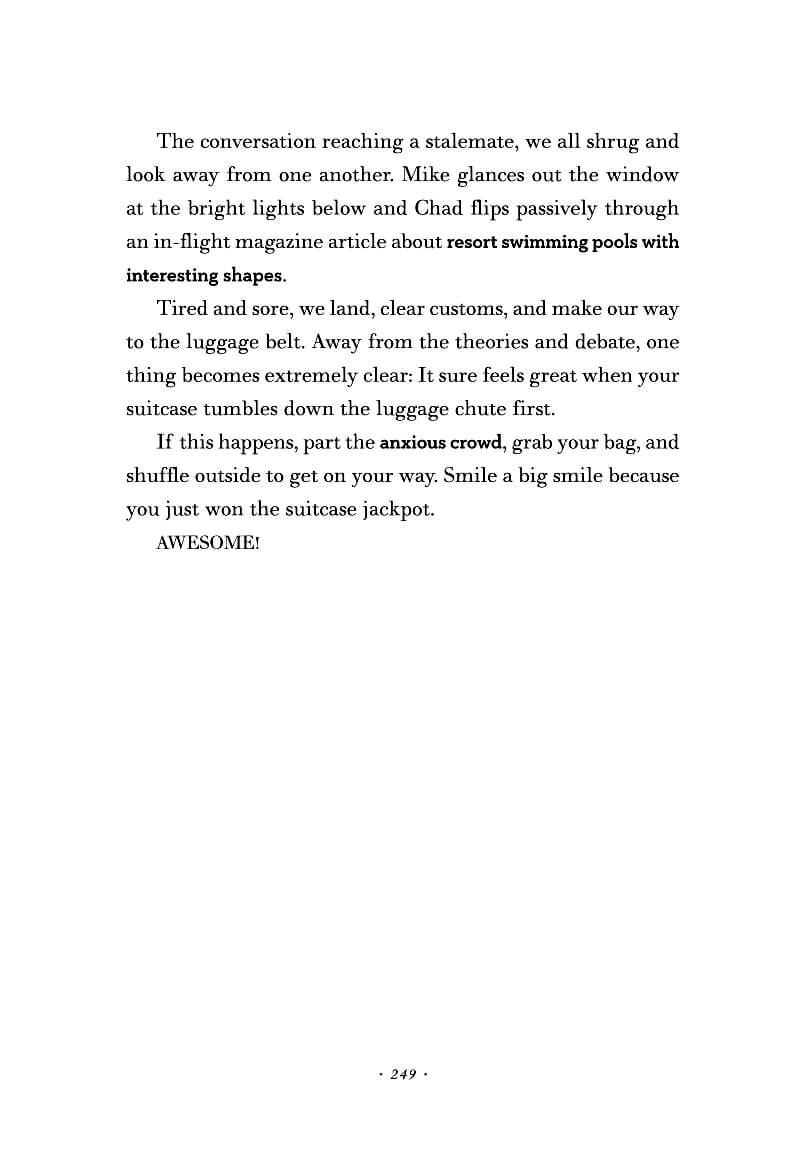 The conversation reaching a stalemate, we all shrug and
look away from one another. Mike glances out the window
at the bright lights below and Chad flips passively through
an in-flight magazine article about resort swimming pools with
interesting shapes.
Tired and sore, we land, clear customs, and make our way
to the luggage belt. Away from the theories and debate, one
thing becomes extremely clear: It sure feels great when your
suitcase tumbles down the luggage chute first.
If this happens, part the anxious crowd, grab your bag, and
shuffle outside to get on your way. Smile a big smile because
you just won the suitcase jackpot.
AWESOME!
· 249 ·